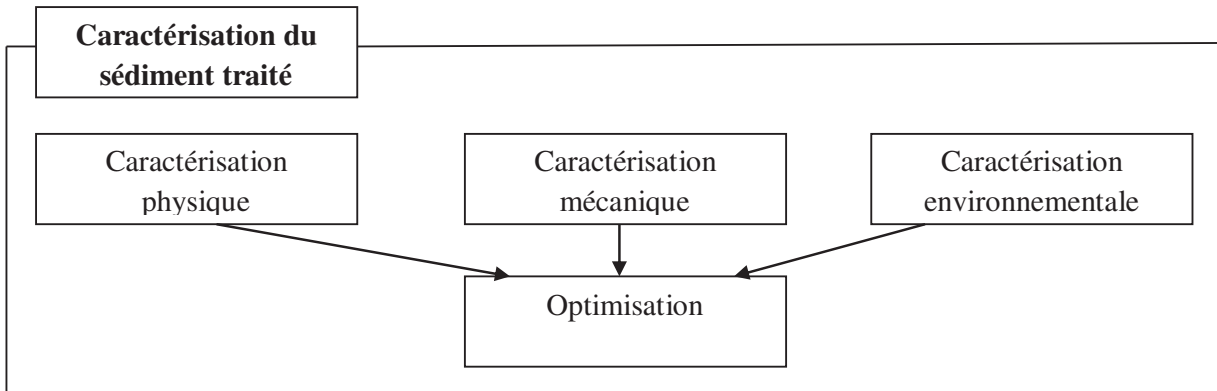 Caractérisation du
sédiment traité
Caractérisation
physique
Caractérisation
mécanique
Caractérisation
environnementale
Optimisation